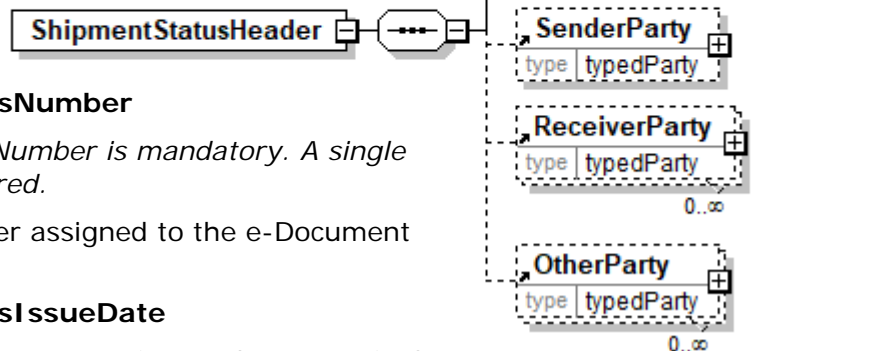 ShipmentStatusHeader
SenderParty
type typedParty
sNumber
Number is mandatory. A single
red.
er assigned to the e-Document
sIssueDate
ReceiverParty
type typedParty
0..∞
OtherParty
type typedParty
0..∞